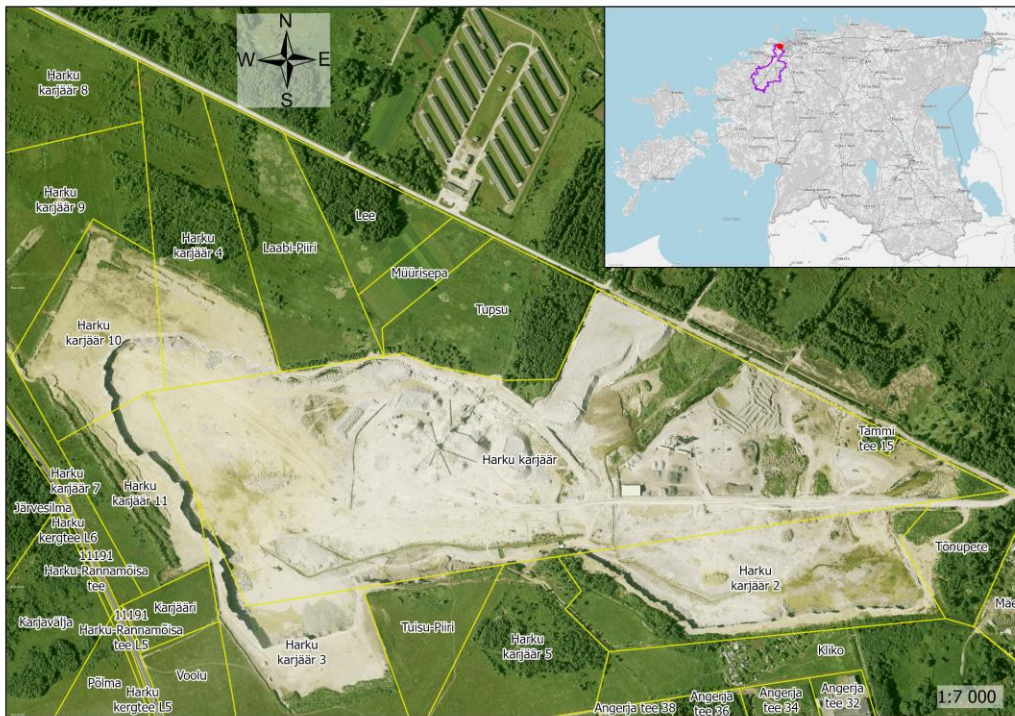 N
W
E
S
Harku
karjäär 8
Harku
karjäär 9
Harku
karjäär 4
Laabi-Piiri
Lee
Müürisepa
Tupsu
Harku
karjäär 10
Harku karjäär
Tammi
tee 15
Harku
karjäär 7
Harku
karjäär 11
Järvesilma
Harku
kergtee L6
11191
Harku-Rannamõisa
tee
Karjääri
11191
Harku-Rannamõisa
tee L5
Karjavälja
Voolu
Põlma
Harku
kergtee L5
Harku
karjäär 3
Tuisu-Piiri
Harku
karjäär 5
Harku
karjäär 2
Tõnupere
Mäe
Kliko
Angerja tee 38
Angerja
tee 36
Angerja
tee 34
Angerja
tee 32
1:7 000